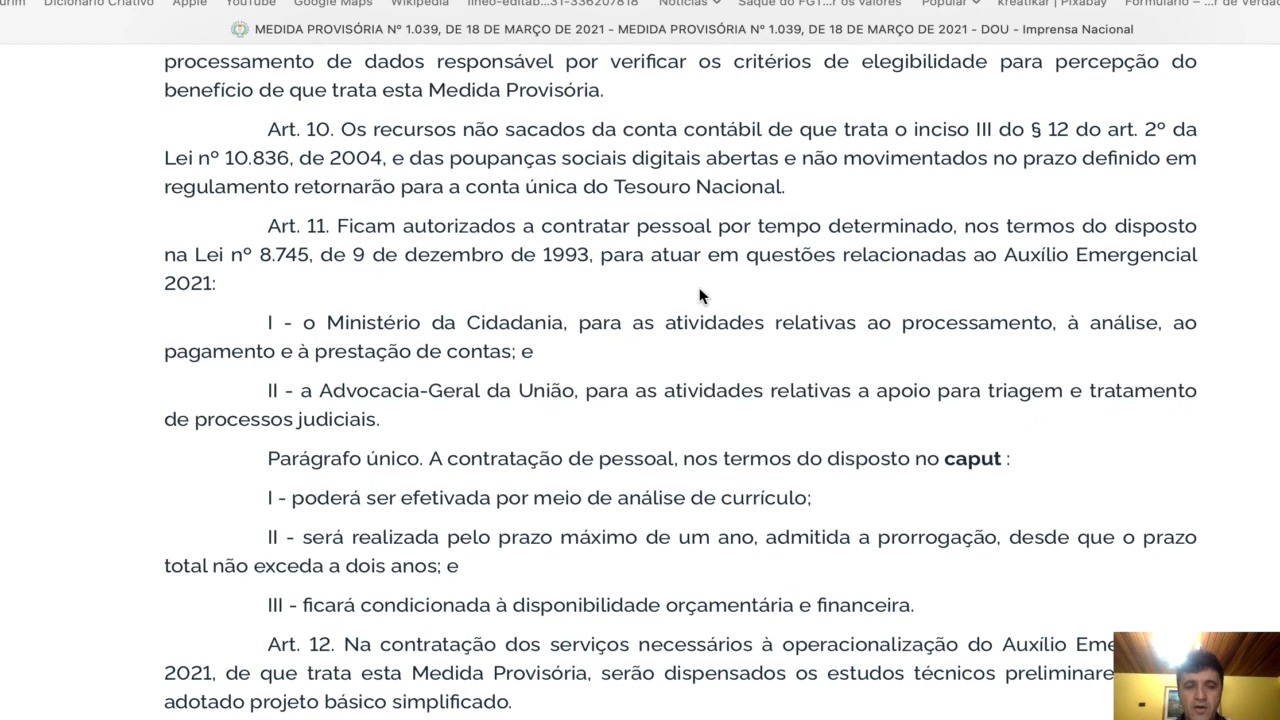 Dicionário Criativo Apple YouTube Google Maps Wikipedia Notícias Popular kreatikar | Pixabay
MEDIDA PROVISÓRIA Nº 1.039, DE 18 DE MARÇO DE 2021 - MEDIDA PROVISÓRIA Nº 1.039, DE 18 DE MARÇO DE 2021 - DOU - Imprensa Nacional
processamento de dados responsável por verificar os critérios de elegibilidade para percepção do
benefício de que trata esta Medida Provisória.
Art. 10. Os recursos não sacados da conta contábil de que trata o inciso III do § 12 do art. 2º da
Lei nº 10.836, de 2004, e das poupanças sociais digitais abertas e não movimentados no prazo definido em
regulamento retornarão para a conta única do Tesouro Nacional.
Art. 11. Ficam autorizados a contratar pessoal por tempo determinado, nos termos do disposto
na Lei nº 8.745, de 9 de dezembro de 1993, para atuar em questões relacionadas ao Auxílio Emergencial
2021:
I - o Ministério da Cidadania, para as atividades relativas ao processamento, à análise, ao
pagamento e à prestação de contas; e
II - a Advocacia-Geral da União, para as atividades relativas a apoio para triagem e tratamento
de processos judiciais.
Parágrafo único. A contratação de pessoal, nos termos do disposto no caput :
I - poderá ser efetivada por meio de análise de currículo;
II - será realizada pelo prazo máximo de um ano, admitida a prorrogação, desde que o prazo
total não exceda a dois anos; e
III - ficará condicionada à disponibilidade orçamentária e financeira.
Art. 12. Na contratação dos serviços necessários à operacionalização do Auxílio Eme
2021, de que trata esta Medida Provisória, serão dispensados os estudos técnicos preliminare
adotado projeto básico simplificado.